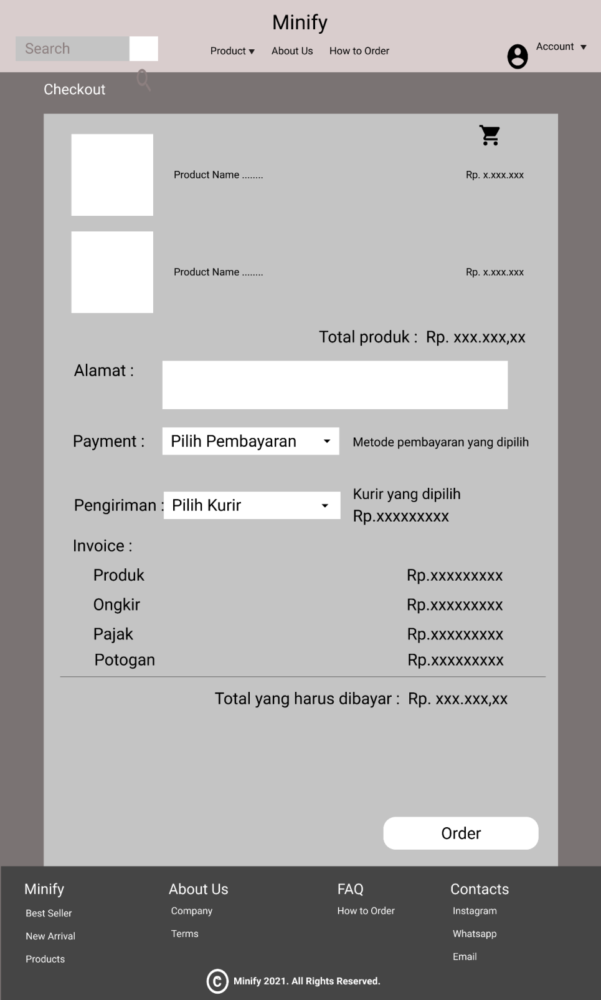 Minify
Search
Product
About Us
How to Order
Account
Checkout
Product Name ........
Rp. x.xxx.xxx
Product Name ........
Rp. x.xxx.xxx
Total produk : Rp. xxx.xxx,xx
Alamat :
Payment :
Pilih Pembayaran
Metode pembayaran yang dipilih
Pengiriman :
Pilih Kurir
Kurir yang dipilih
Rp.xxxxxxxxx
Invoice :
Produk Rp.xxxxxxxxx
Ongkir Rp.xxxxxxxxx
Pajak Rp.xxxxxxxxx
Potogan Rp.xxxxxxxxx
Total yang harus dibayar : Rp. xxx.xxx,xx
Order
Minify
Best Seller
New Arrival
Products
About Us
Company
Terms
FAQ
How to Order
Contacts
Instagram
Whatsapp
Email
© Minify 2021. All Rights Reserved.